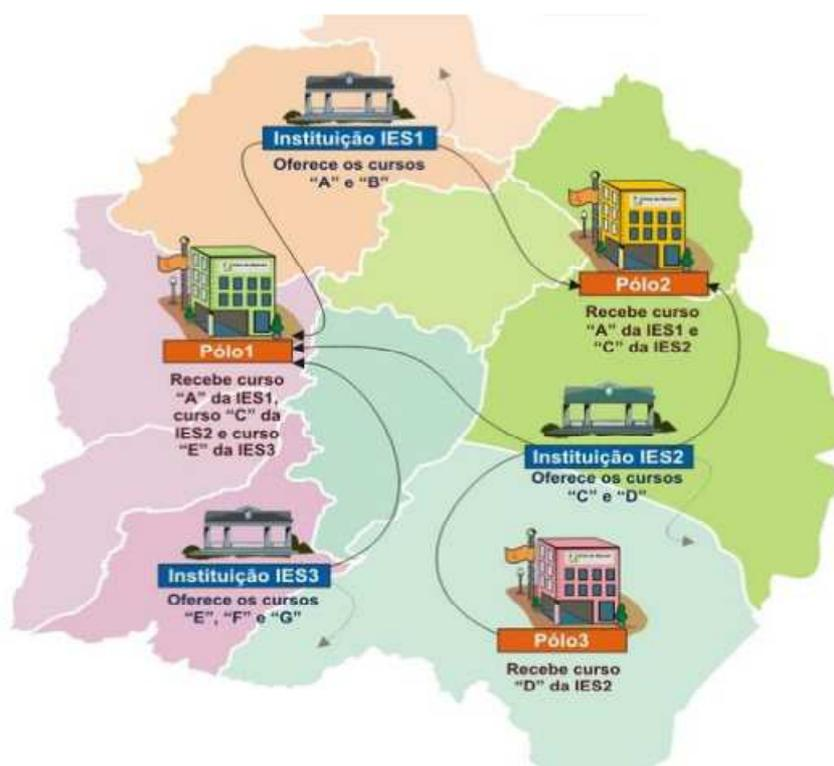 Instituição IES1
Oferece os cursos
“A” e “B”
Pólo2
Recebe curso
“A” da IES1 e
“C” da IES2
Pólo1
Recebe curso
“A” da IES1,
curso “C” da
IES2 e curso
“E” da IES3
Instituição IES2
Oferece os cursos
“C” e “D”
Instituição IES3
Oferece os cursos
“E”, “F” e “G”
Pólo3
Recebe curso
“D” da IES2